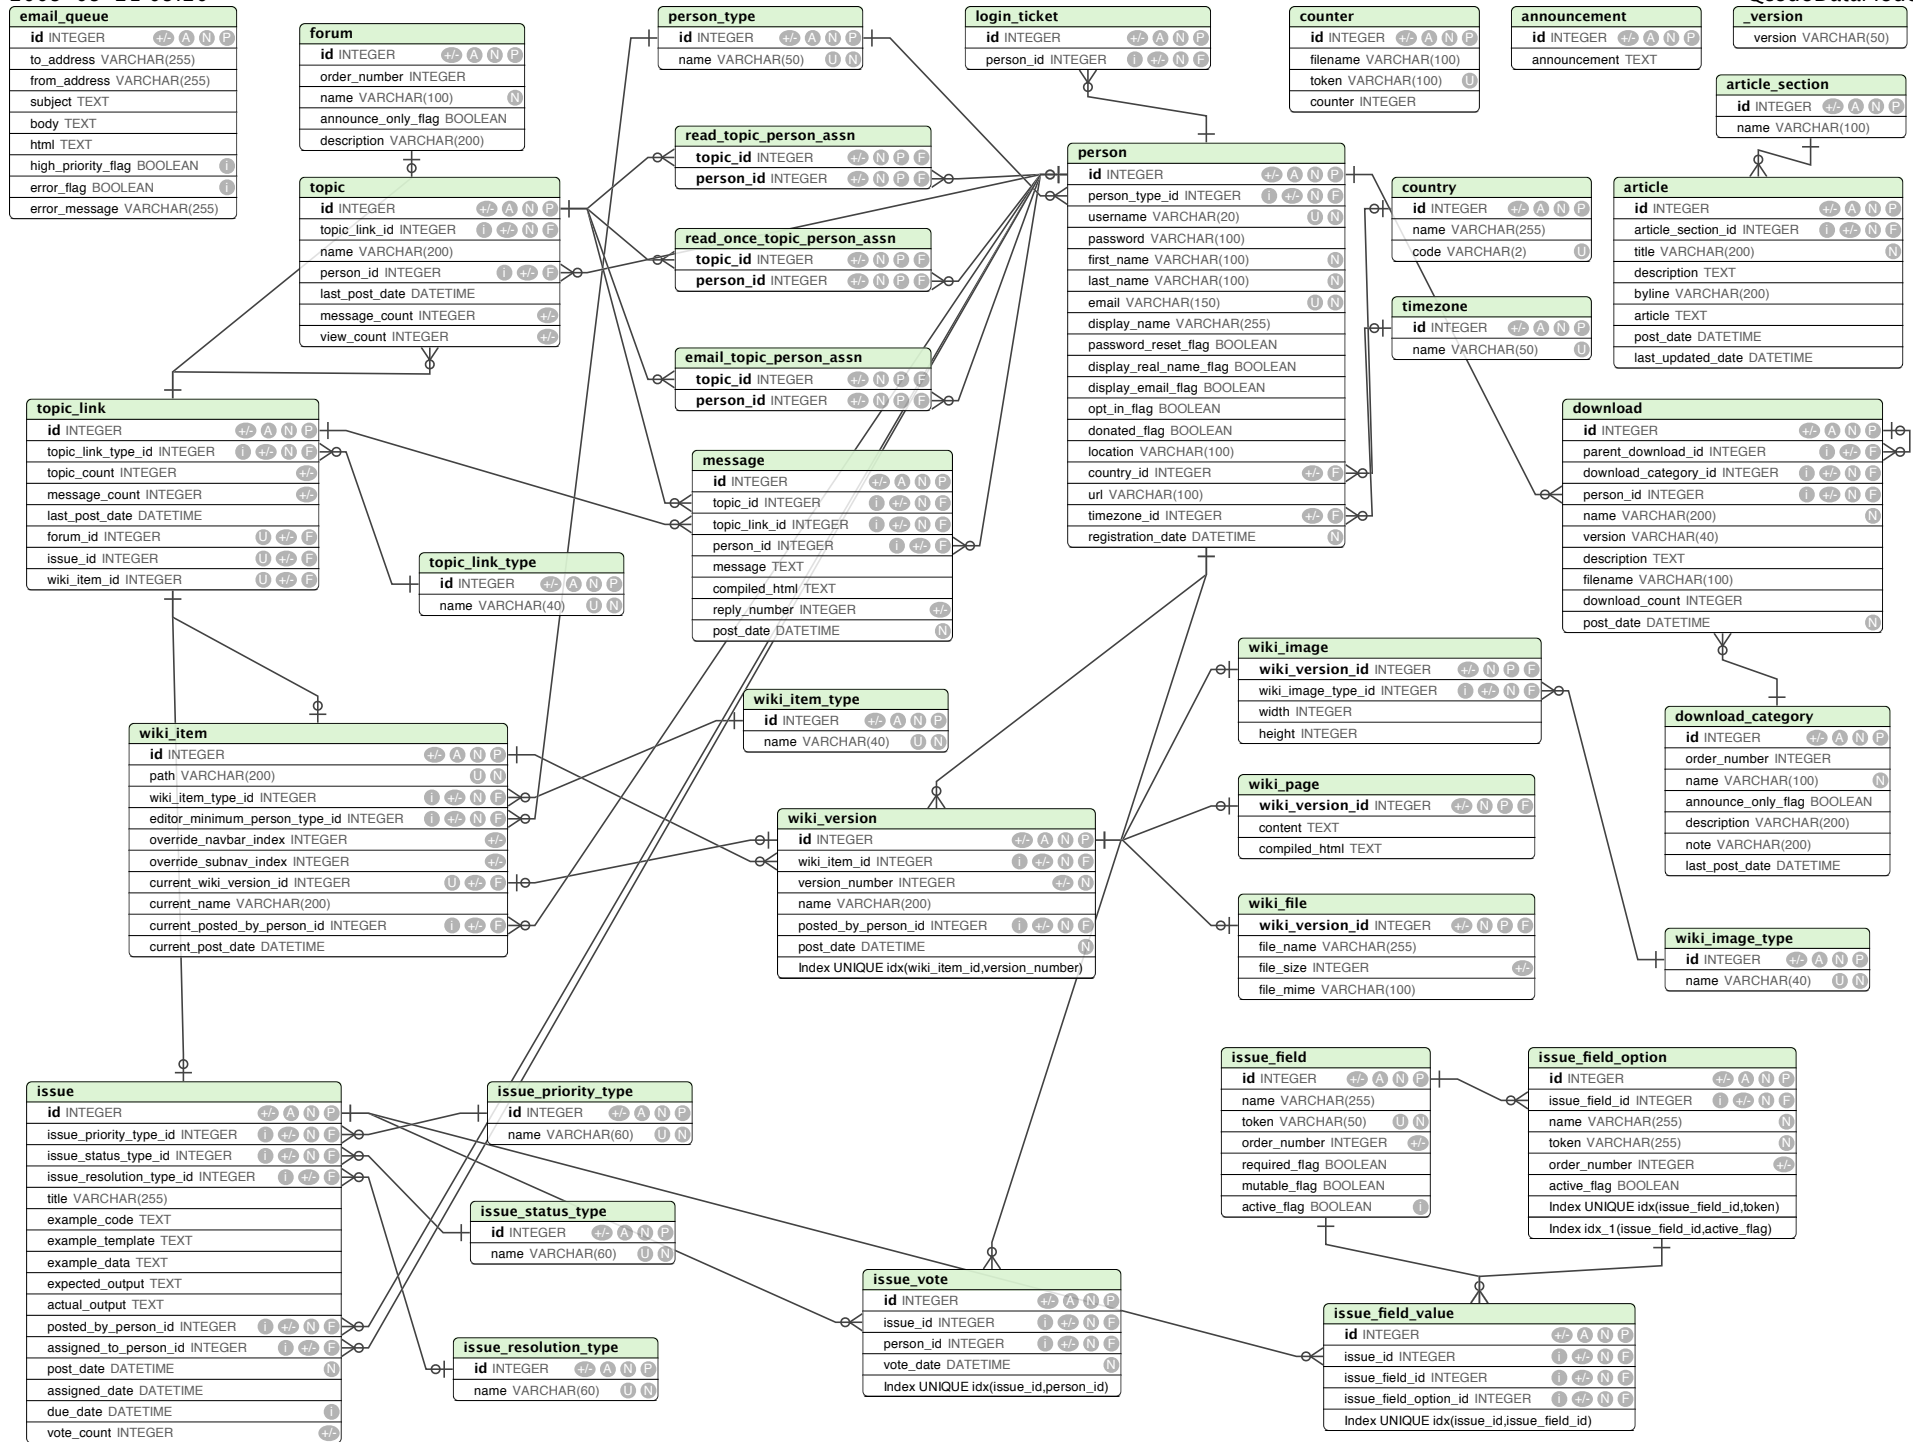 email_queue
id INTEGER +/- A N P
to_address VARCHAR(255)
from_address VARCHAR(255)
subject TEXT
body TEXT
html TEXT
high_priority_flag BOOLEAN i
error_flag BOOLEAN i
error_message VARCHAR(255)
forum
id INTEGER +/- A N P
order_number INTEGER
name VARCHAR(100) N
announce_only_flag BOOLEAN
description VARCHAR(200)
person_type
id INTEGER +/- A N P
name VARCHAR(50) U N
login_ticket
id INTEGER +/- A N P
person_id INTEGER i +/- N F
counter
id INTEGER +/- A N P
filename VARCHAR(100)
token VARCHAR(100) U
counter INTEGER
announcement
id INTEGER +/- A N P
announcement TEXT
_version
version VARCHAR(50)
article_section
id INTEGER +/- A N P
name VARCHAR(100)
read_topic_person_assn
topic_id INTEGER +/- N P F
person_id INTEGER +/- N P F
topic
id INTEGER +/- A N P
topic_link_id INTEGER i +/- N F
name VARCHAR(200)
person_id INTEGER i +/- F
last_post_date DATETIME
message_count INTEGER +/-
view_count INTEGER +/-
read_once_topic_person_assn
topic_id INTEGER +/- N P F
person_id INTEGER +/- N P F
email_topic_person_assn
topic_id INTEGER +/- N P F
person_id INTEGER +/- N P F
person
id INTEGER +/- A N P
person_type_id INTEGER i +/- N F
username VARCHAR(20) U N
password VARCHAR(100)
first_name VARCHAR(100) N
last_name VARCHAR(100) N
email VARCHAR(150) U N
display_name VARCHAR(255)
password_reset_flag BOOLEAN
display_real_name_flag BOOLEAN
display_email_flag BOOLEAN
opt_in_flag BOOLEAN
donated_flag BOOLEAN
location VARCHAR(100)
country_id INTEGER +/- F
url VARCHAR(100)
timezone_id INTEGER +/- F
registration_date DATETIME N
country
id INTEGER +/- A N P
name VARCHAR(255)
code VARCHAR(2) U
timezone
id INTEGER +/- A N P
name VARCHAR(50) U
article
id INTEGER +/- A N P
article_section_id INTEGER i +/- N F
title VARCHAR(200) N
description TEXT
byline VARCHAR(200)
article TEXT
post_date DATETIME
last_updated_date DATETIME
topic_link
id INTEGER +/- A N P
topic_link_type_id INTEGER i +/- N F
topic_count INTEGER +/-
message_count INTEGER +/-
last_post_date DATETIME
forum_id INTEGER U +/- F
issue_id INTEGER U +/- F
wiki_item_id INTEGER U +/- F
topic_link_type
id INTEGER +/- A N P
name VARCHAR(40) U N
message
id INTEGER +/- A N P
topic_id INTEGER i +/- N F
topic_link_id INTEGER i +/- N F
person_id INTEGER i +/- F
message TEXT
compiled_html TEXT
reply_number INTEGER +/-
post_date DATETIME N
download
id INTEGER +/- A N P
parent_download_id INTEGER i +/- F
download_category_id INTEGER i +/- N F
person_id INTEGER i +/- N F
name VARCHAR(200) N
version VARCHAR(40)
description TEXT
filename VARCHAR(100)
download_count INTEGER
post_date DATETIME N
wiki_item
id INTEGER +/- A N P
path VARCHAR(200) U N
wiki_item_type_id INTEGER i +/- N F
editor_minimum_person_type_id INTEGER i +/- N F
override_navbar_index INTEGER +/-
override_subnav_index INTEGER +/-
current_wiki_version_id INTEGER U +/- F
current_name VARCHAR(200)
current_posted_by_person_id INTEGER i +/- F
current_post_date DATETIME
wiki_item_type
id INTEGER +/- A N P
name VARCHAR(40) U N
wiki_version
id INTEGER +/- A N P
wiki_item_id INTEGER i +/- N F
version_number INTEGER +/- N
name VARCHAR(200)
posted_by_person_id INTEGER i +/- N F
post_date DATETIME N
Index UNIQUE idx(wiki_item_id,version_number)
wiki_image
wiki_version_id INTEGER +/- N P F
wiki_image_type_id INTEGER i +/- N F
width INTEGER
height INTEGER
wiki_page
wiki_version_id INTEGER +/- N P F
content TEXT
compiled_html TEXT
wiki_file
wiki_version_id INTEGER +/- N P F
file_name VARCHAR(255)
file_size INTEGER +/-
file_mime VARCHAR(100)
download_category
id INTEGER +/- A N P
order_number INTEGER
name VARCHAR(100) N
announce_only_flag BOOLEAN
description VARCHAR(200)
note VARCHAR(200)
last_post_date DATETIME
wiki_image_type
id INTEGER +/- A N P
name VARCHAR(40) U N
issue
id INTEGER +/- A N P
issue_priority_type_id INTEGER i +/- N F
issue_status_type_id INTEGER i +/- N F
issue_resolution_type_id INTEGER i +/- F
title VARCHAR(255)
example_code TEXT
example_template TEXT
example_data TEXT
expected_output TEXT
actual_output TEXT
posted_by_person_id INTEGER i +/- N F
assigned_to_person_id INTEGER i +/- F
post_date DATETIME N
assigned_date DATETIME
due_date DATETIME i
vote_count INTEGER +/-
issue_priority_type
id INTEGER +/- A N P
name VARCHAR(60) U N
issue_status_type
id INTEGER +/- A N P
name VARCHAR(60) U N
issue_resolution_type
id INTEGER +/- A N P
name VARCHAR(60) U N
issue_vote
id INTEGER +/- A N P
issue_id INTEGER i +/- N F
person_id INTEGER i +/- N F
vote_date DATETIME N
Index UNIQUE idx(issue_id,person_id)
issue_field
id INTEGER +/- A N P
name VARCHAR(255)
token VARCHAR(50) U N
order_number INTEGER +/-
required_flag BOOLEAN
mutable_flag BOOLEAN
active_flag BOOLEAN i
issue_field_option
id INTEGER +/- A N P
issue_field_id INTEGER i +/- N F
name VARCHAR(255) N
token VARCHAR(255) N
order_number INTEGER +/-
active_flag BOOLEAN
Index UNIQUE idx(issue_field_id,token)
Index idx_1(issue_field_id,active_flag)
issue_field_value
id INTEGER +/- A N P
issue_id INTEGER i +/- N F
issue_field_id INTEGER i +/- N F
issue_field_option_id INTEGER i +/- N F
Index UNIQUE idx(issue_id,issue_field_id)